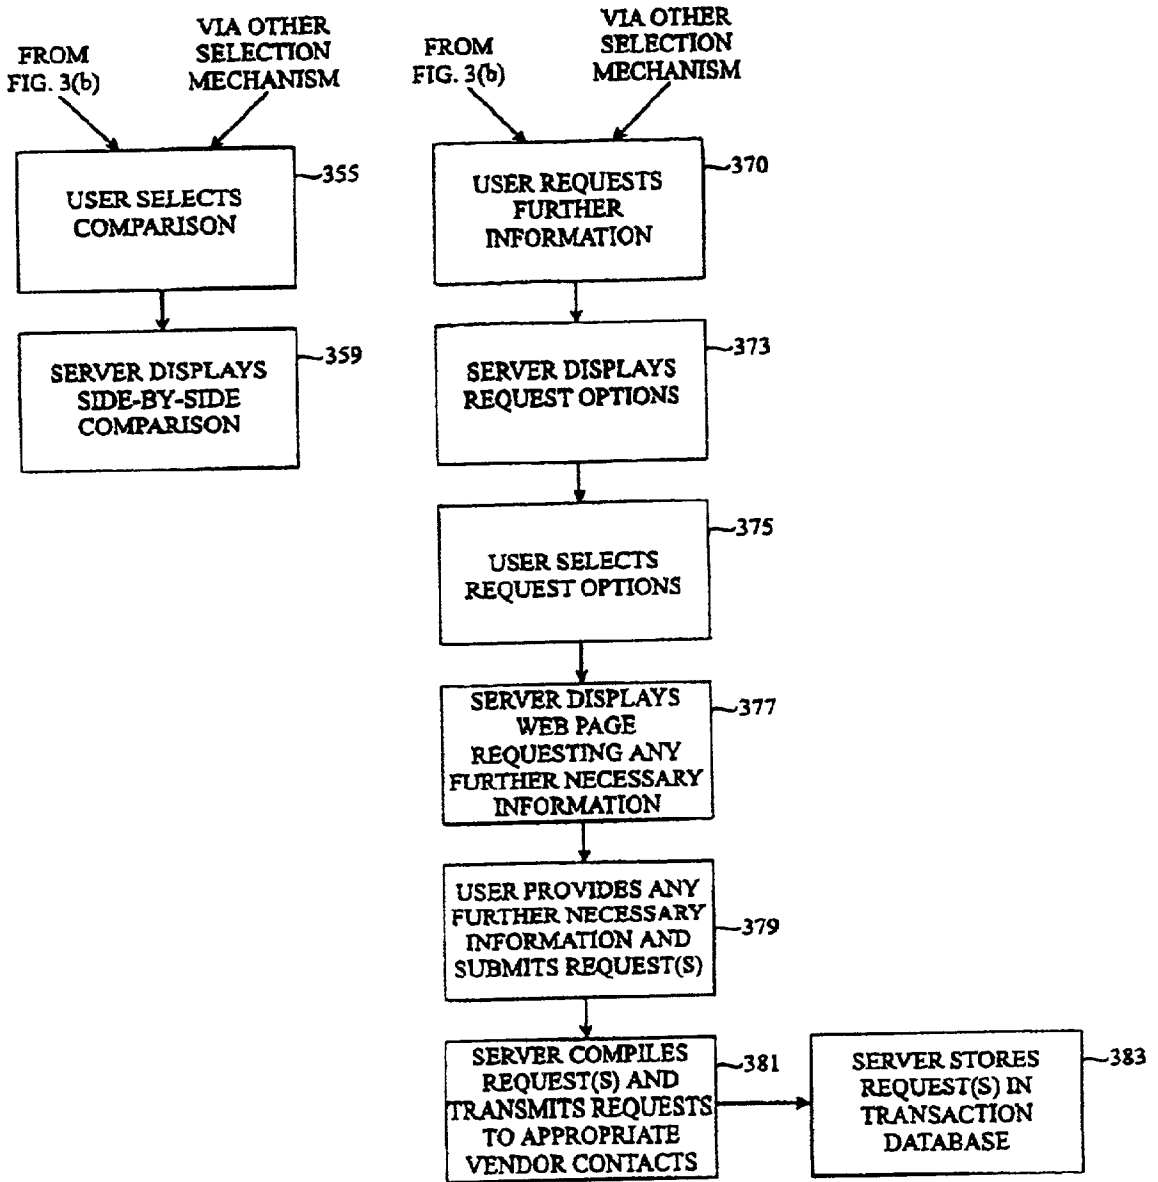 FROM
FIG. 3(b)
VIA OTHER
SELECTION
MECHANISM
USER SELECTS
COMPARISON
355
SERVER DISPLAYS
SIDE-BY-SIDE
COMPARISON
359
FROM
FIG. 3(b)
VIA OTHER
SELECTION
MECHANISM
USER REQUESTS
FURTHER
INFORMATION
370
SERVER DISPLAYS
REQUEST OPTIONS
373
USER SELECTS
REQUEST OPTIONS
375
SERVER DISPLAYS
WEB PAGE
REQUESTING ANY
FURTHER NECESSARY
INFORMATION
377
USER PROVIDES ANY
FURTHER NECESSARY
INFORMATION AND
SUBMITS REQUEST(S)
379
SERVER COMPILES
REQUEST(S) AND
TRANSMITS REQUESTS
TO APPROPRIATE
VENDOR CONTACTS
381
SERVER STORES
REQUEST(S) IN
TRANSACTION
DATABASE
383